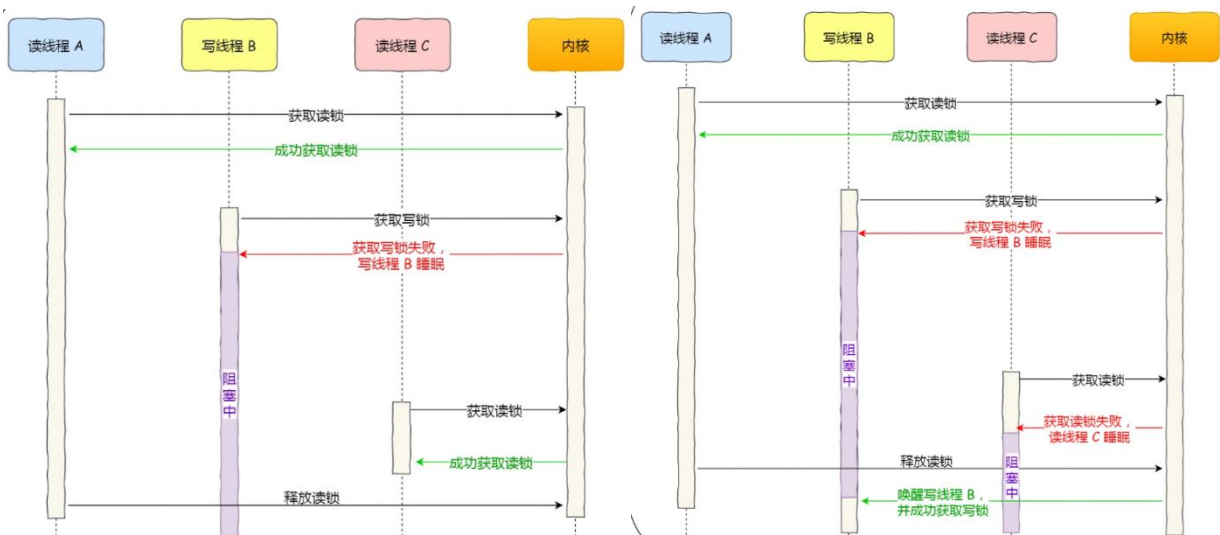 读线程 A
写线程 B
读线程 C
内核
获取读锁
成功获取读锁
获取写锁
获取写锁失败，
写线程 B 睡眠
阻塞中
获取读锁
成功获取读锁
释放读锁
读线程 A
写线程 B
读线程 C
内核
获取读锁
成功获取读锁
获取写锁
获取写锁失败，
写线程 B 睡眠
阻塞中
获取读锁
获取读锁失败，
读线程 C 睡眠
释放读锁
阻塞中
唤醒写线程 B，
并成功获取写锁